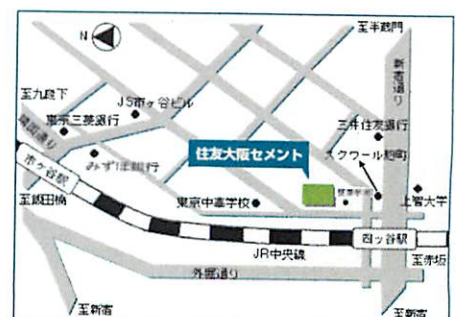 N
至半蔵門
新宿通り
至九段下
JS市ヶ谷ビル
東京三菱銀行
靖国通り
三井住友銀行
みずほ銀行
住友大阪セメント
スクワール麹町
市ヶ谷駅
至飯田橋
東京中華学校
上智大学
四ッ谷駅
JR中央線
至赤坂
外堀通り
至新宿
至新宿